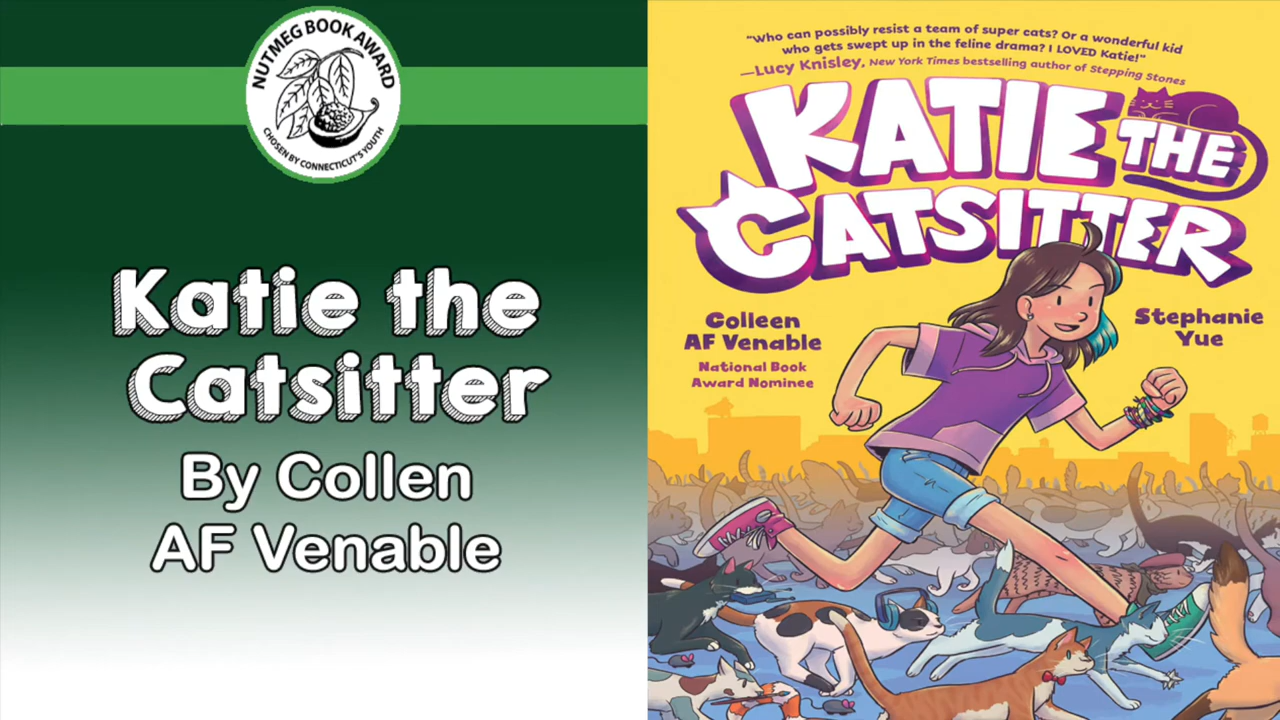 NUTMEG BOOK AWARD
CHOSEN BY CONNECTICUT'S YOUTH
Katie the
Catsitter
By Collen
AF Venable
"Who can possibly resist a team of super cats? Or a wonderful kid
who gets swept up in the feline drama? I LOVED Katie!"
—Lucy Knisley, New York Times bestselling author of Stepping Stones
KATIE THE
CATSITTER
Colleen
AF Venable
National Book
Award Nominee
Stephanie
Yue